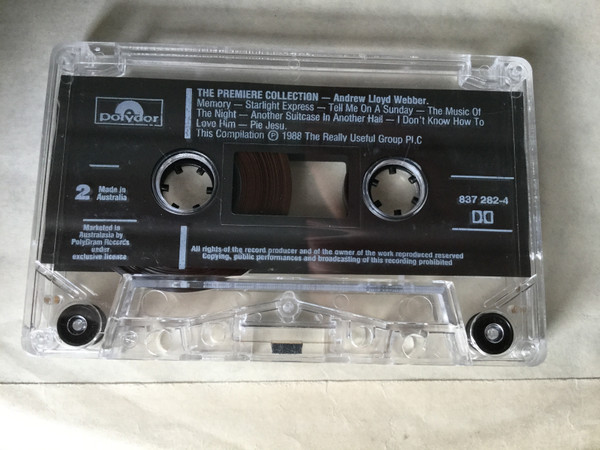 THE PREMIERE COLLECTION — Andrew Lloyd Webber.
Memory — Starlight Express — Tell Me On A Sunday — The Music Of
The Night — Another Suitcase In Another Hall — I Don't Know How To
Love Him — Pie Jesu.
This Compilation Ⓟ 1988 The Really Useful Group Pl.C
Polydor
2 Made in
Australia
837 282-4
Marketed in
Australasia by
PolyGram Records
under
exclusive licence
All rights of the record producer and of the owner of the work reproduced reserved
Copying, public performances and broadcasting of this recording prohibited